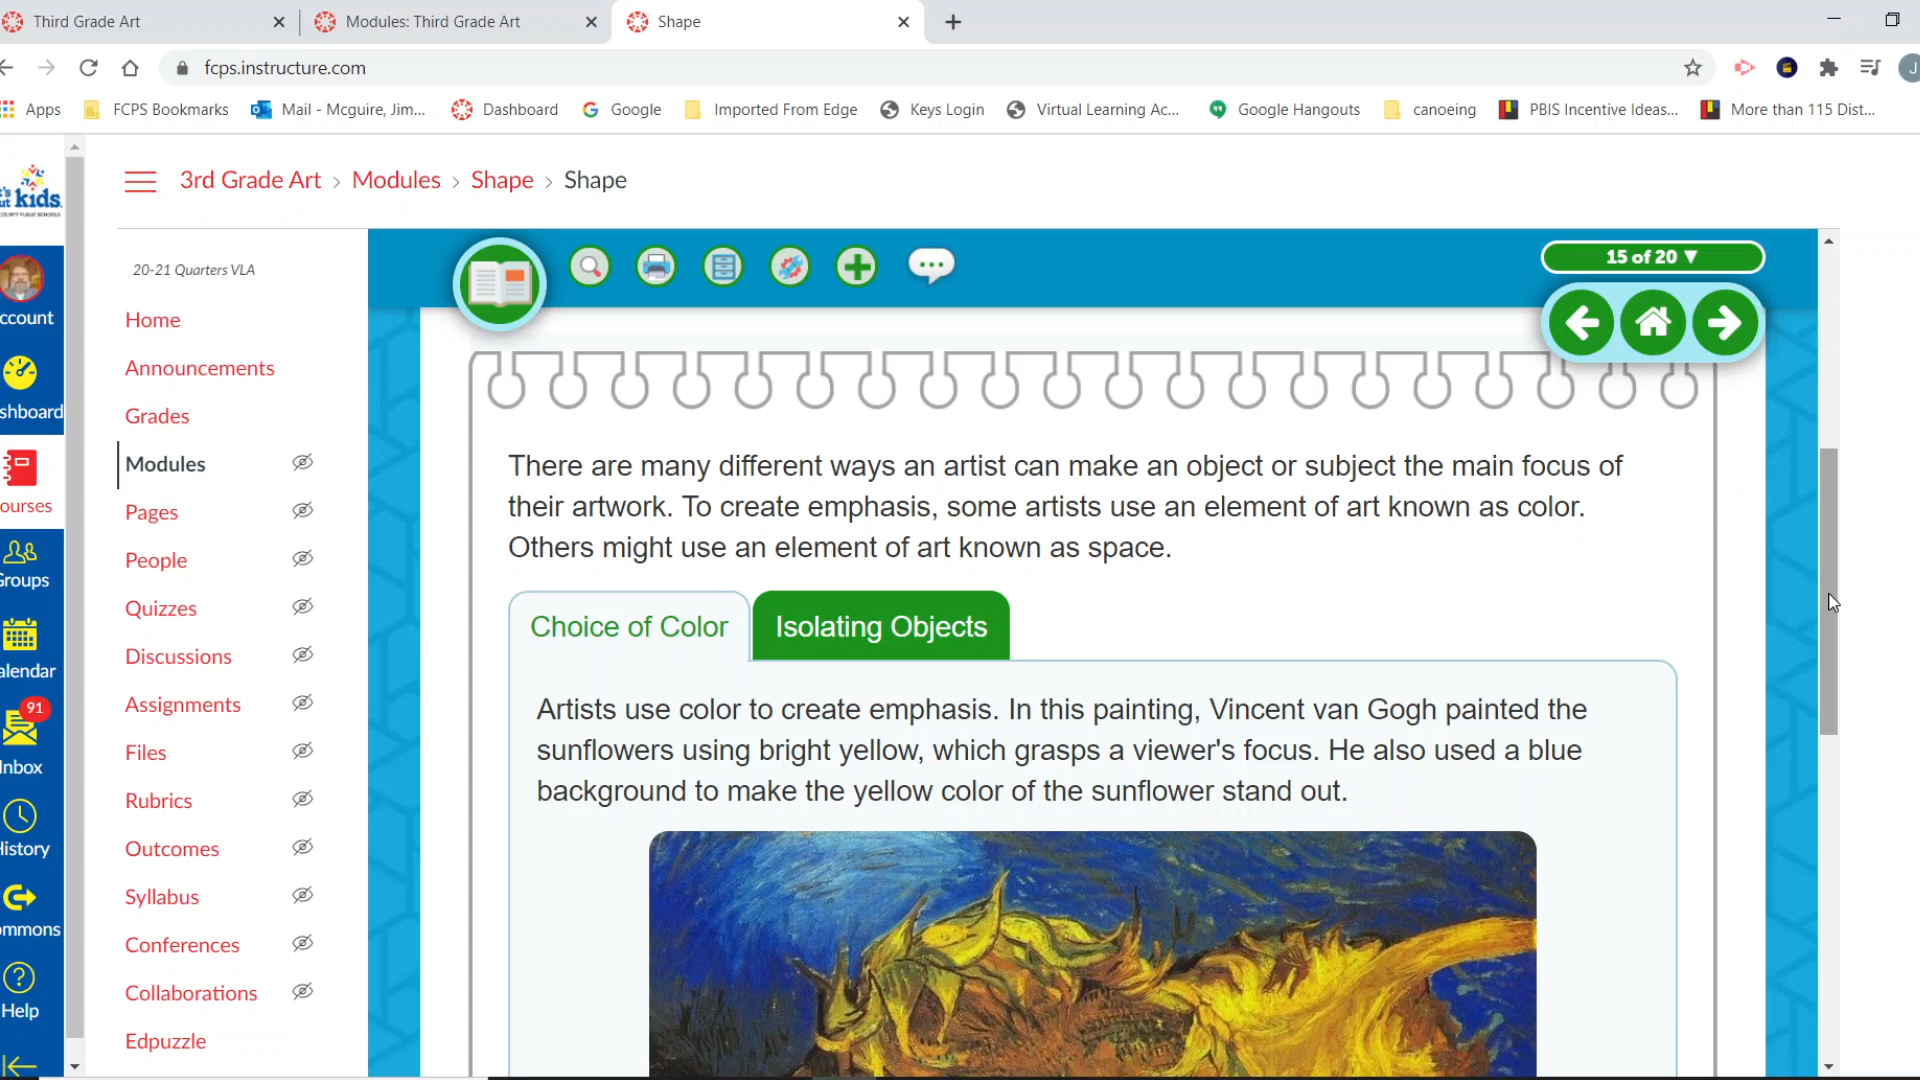 Third Grade Art
Modules: Third Grade Art
Shape
fcps.instructure.com
J
Apps
FCPS Bookmarks
Mail - Mcguire, Jim...
Dashboard
Google
Imported From Edge
Keys Login
Virtual Learning Ac...
Google Hangouts
canoeing
PBIS Incentive Ideas...
More than 115 Dist...
3rd Grade Art > Modules > Shape > Shape
kids
ccount
shboard
ourses
Groups
alendar
91
Inbox
History
ommons
Help
20-21 Quarters VLA
Home
Announcements
Grades
Modules
Pages
People
Quizzes
Discussions
Assignments
Files
Rubrics
Outcomes
Syllabus
Conferences
Collaborations
Edpuzzle
15 of 20 ▼
There are many different ways an artist can make an object or subject the main focus of
their artwork. To create emphasis, some artists use an element of art known as color.
Others might use an element of art known as space.
Choice of Color
Isolating Objects
Artists use color to create emphasis. In this painting, Vincent van Gogh painted the
sunflowers using bright yellow, which grasps a viewer's focus. He also used a blue
background to make the yellow color of the sunflower stand out.